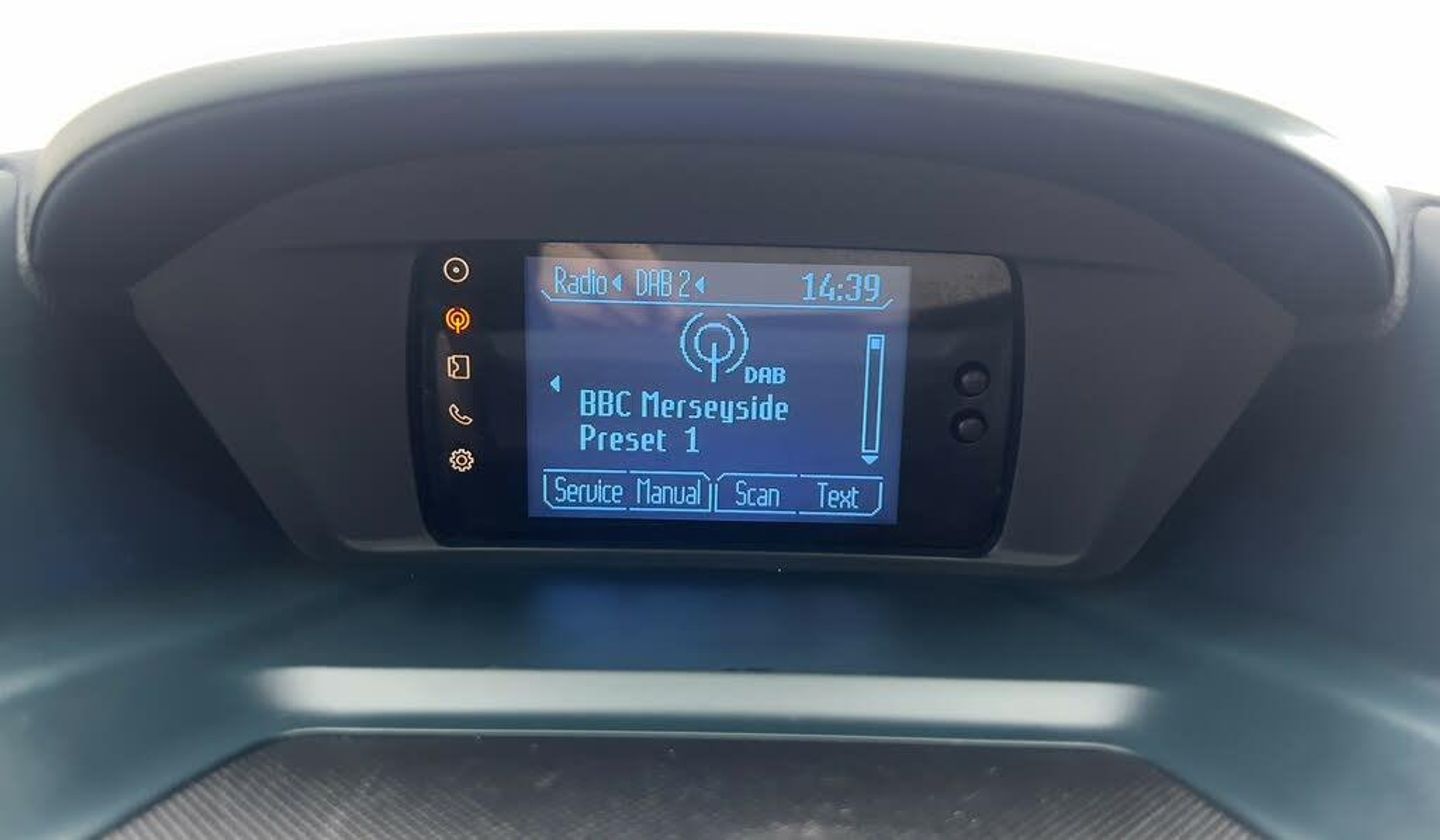 Radio DAB 2 14:39
DAB
BBC Merseyside
Preset 1
Service Manual Scan Text